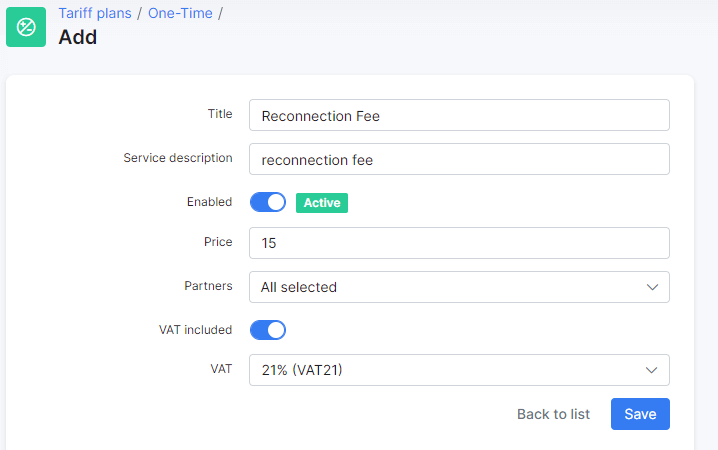 Tariff plans / One-Time /
Add
Title Reconnection Fee
Service description reconnection fee
Enabled Active
Price 15
Partners All selected
VAT included
VAT 21% (VAT21)
Back to list Save